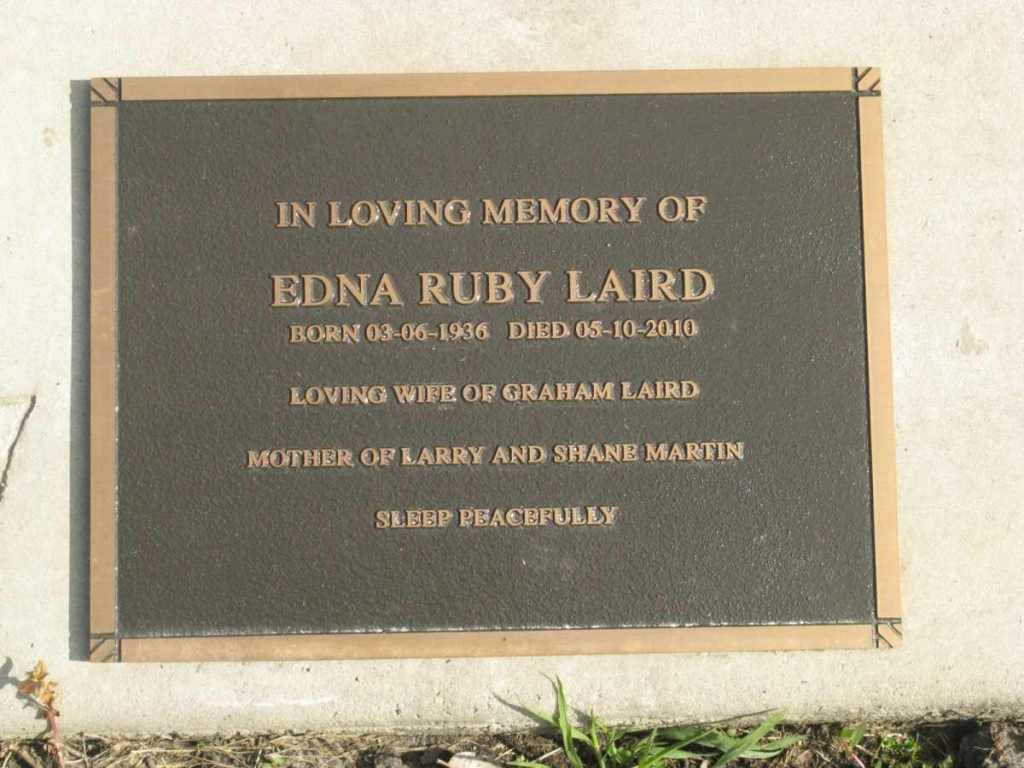 IN LOVING MEMORY OF
EDNA RUBY LAIRD
BORN 03-06-1936 DIED 05-10-2010
LOVING WIFE OF GRAHAM LAIRD
MOTHER OF LARRY AND SHANE MARTIN
SLEEP PEACEFULLY